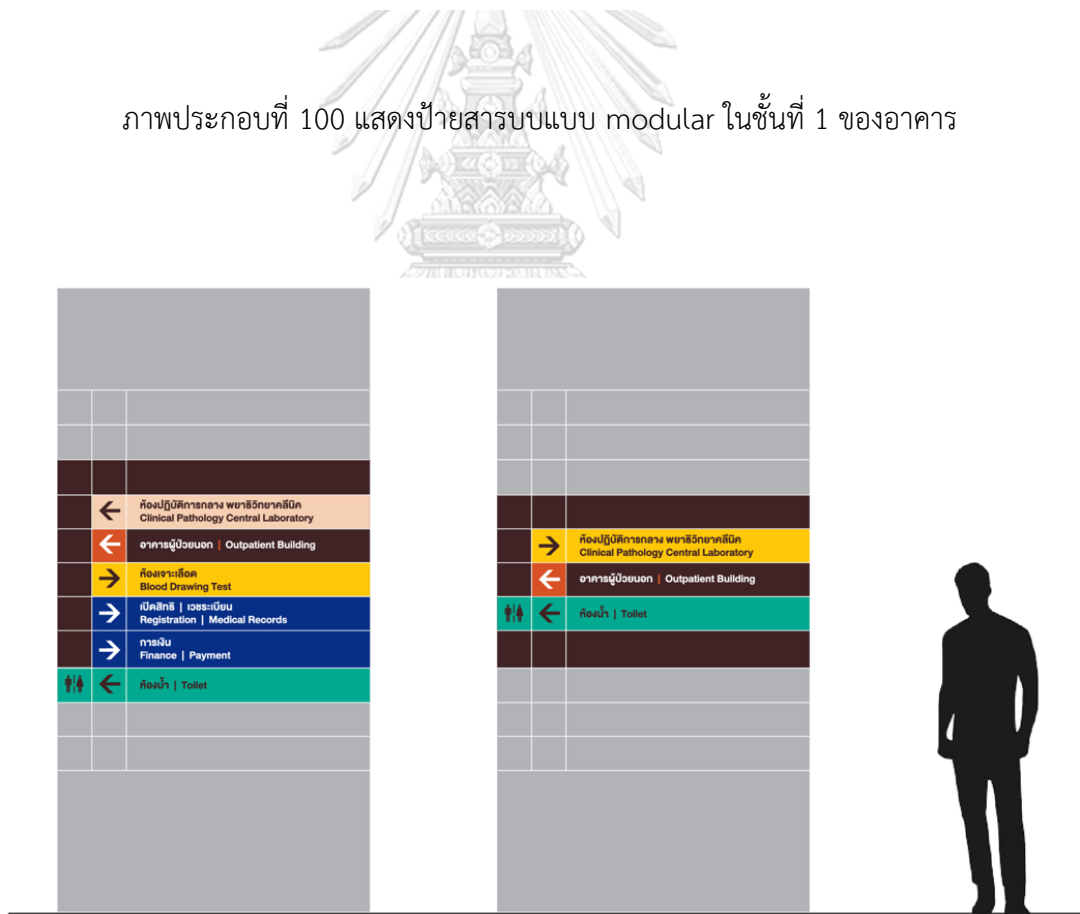 ภาพประกอบที่ 100 แสดงป้ายสารบบแบบ modular ในชั้นที่ 1 ของอาคาร
ห้องปฏิบัติการกลาง พยาธิวิทยาคลีนิค
Clinical Pathology Central Laboratory
อาคารผู้ป่วยนอก | Outpatient Building
ห้องเจาะเลือด
Blood Drawing Test
เปิดสิทธิ | เวชระเบียน
Registration | Medical Records
การเงิน
Finance | Payment
ห้องน้ำ | Toilet
ห้องปฏิบัติการกลาง พยาธิวิทยาคลีนิค
Clinical Pathology Central Laboratory
อาคารผู้ป่วยนอก | Outpatient Building
ห้องน้ำ | Toilet